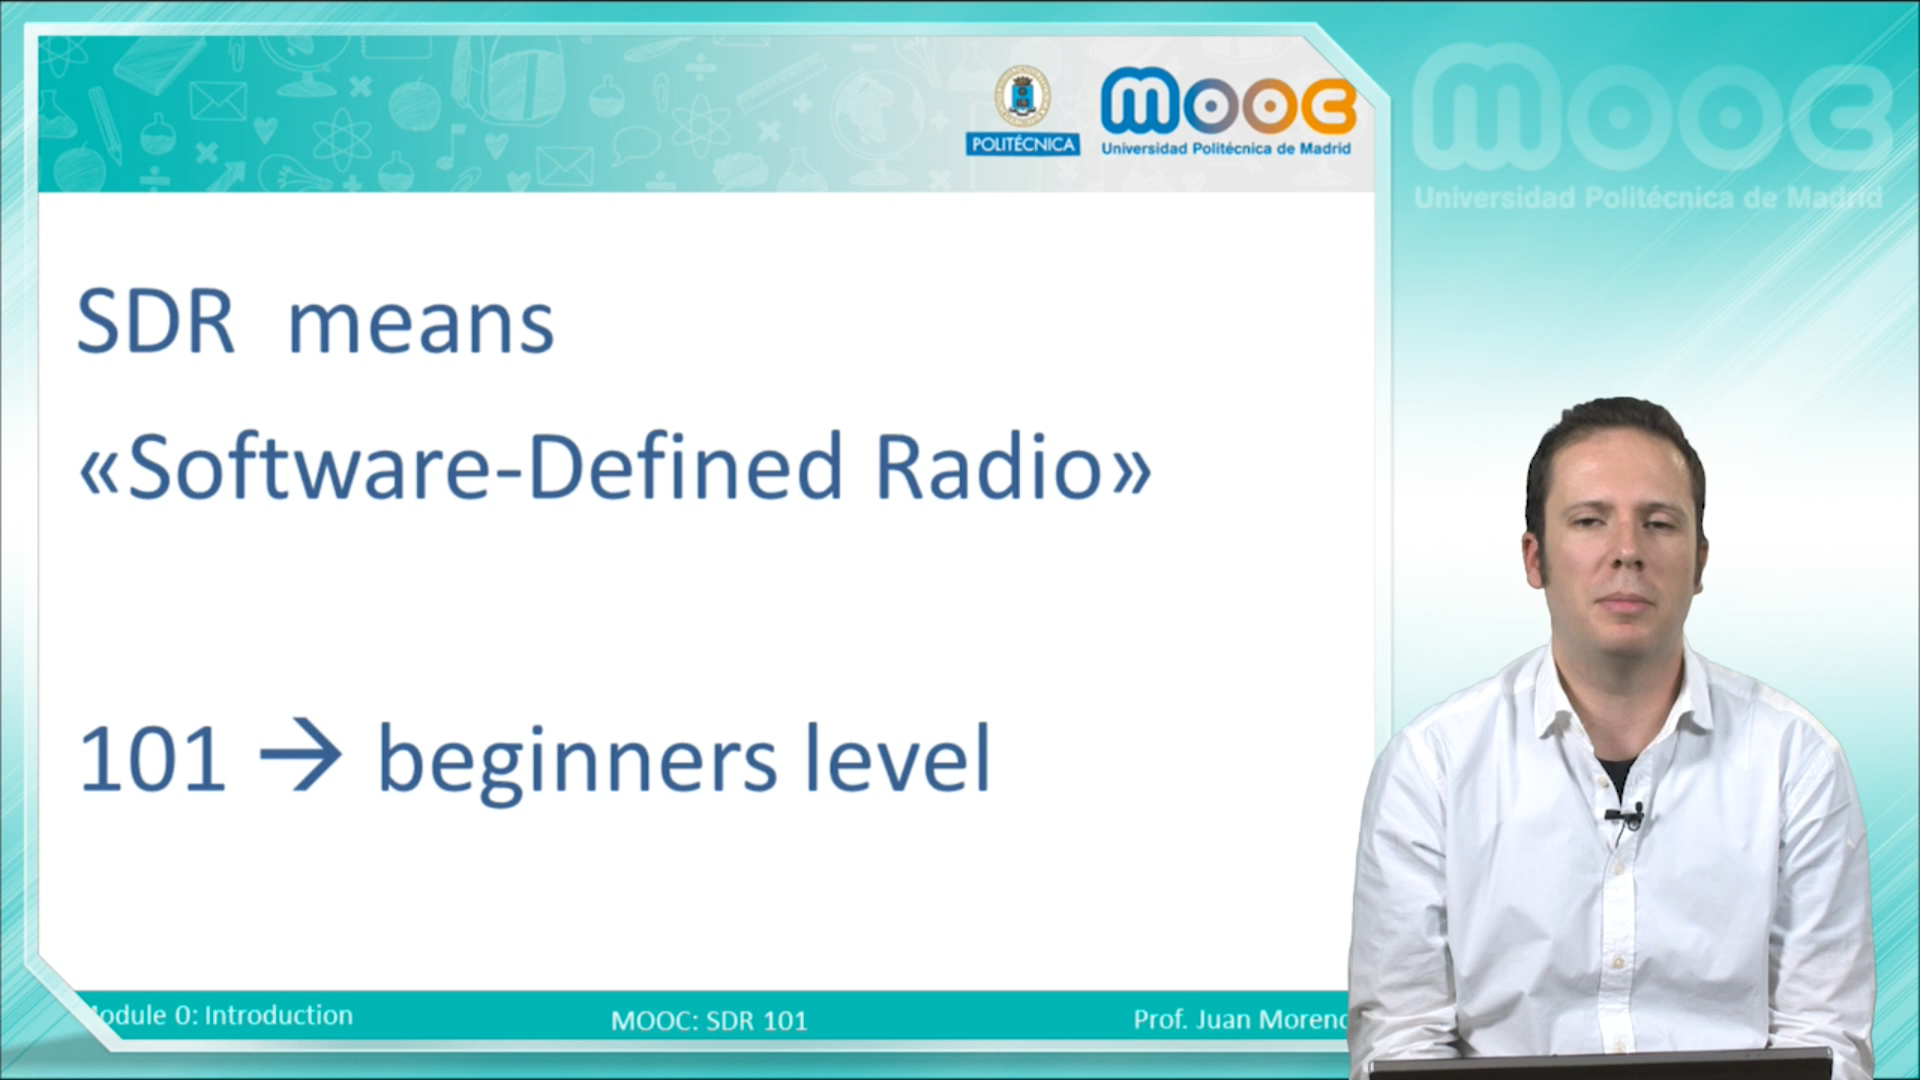 POLITÉCNICA
mooc
Universidad Politécnica de Madrid
mooc
Universidad Politécnica de Madrid
SDR means
«Software-Defined Radio»
101 → beginners level
Module 0: Introduction
MOOC: SDR 101
Prof. Juan Moreno